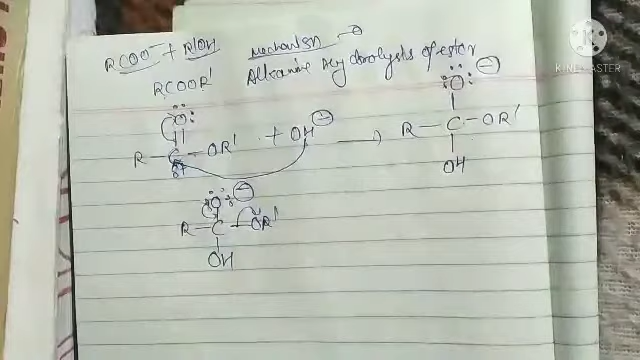 RCOO⁻ + R'OH Mechanism →
RCOOR' Alkaline Hydrolysis of ester
KINEMASTER
O
R — C — OR' + OH⁻ → R — C — OR'
O⁻
δ+
OH
O⁻
R — C — OR'
OH